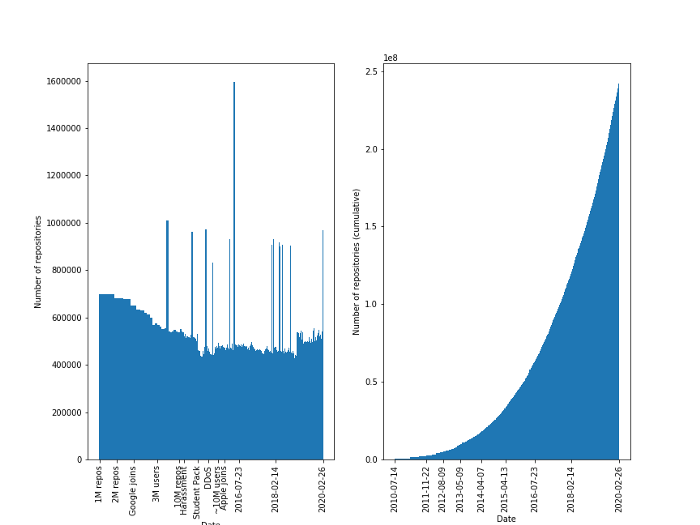 1600000
1400000
1200000
1000000
800000
600000
400000
200000
0
Number of repositories
1M repos
2M repos
Google joins
3M users
10M repos
Harassment
Student Pack
DDoS
~10M users
Apple joins
2016-07-23
2018-02-14
2020-02-26
Date
1e8
2.5
2.0
1.5
1.0
0.5
0.0
Number of repositories (cumulative)
2010-07-14
2011-11-22
2012-08-09
2013-05-09
2014-04-07
2015-04-13
2016-07-23
2018-02-14
2020-02-26
Date